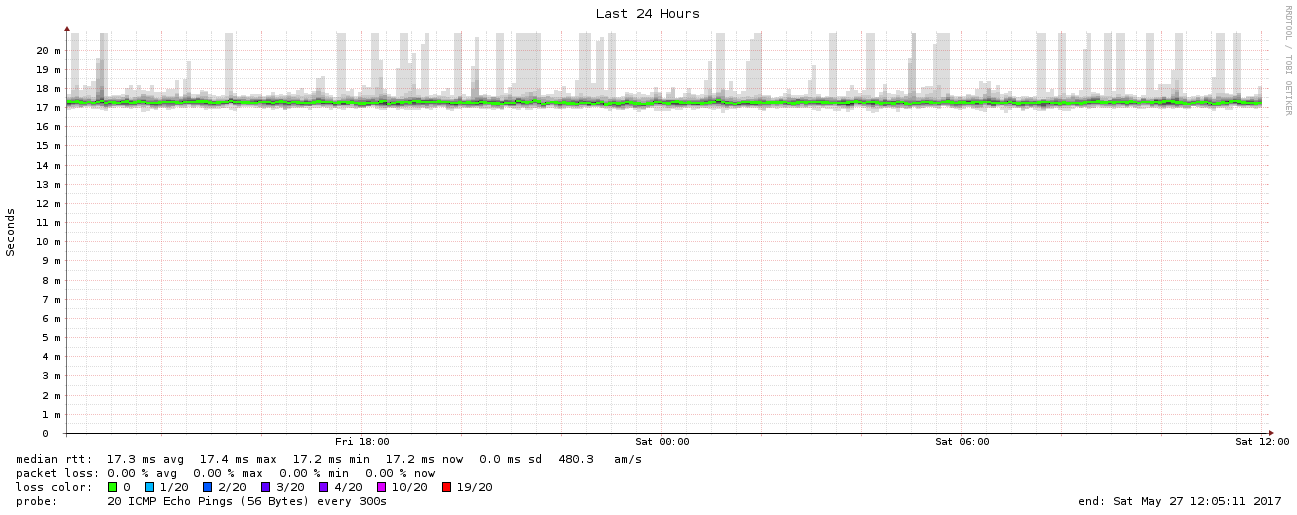 Last 24 Hours
RRDTOOL / TOBI OETIKER
Seconds
20 m
19 m
18 m
17 m
16 m
15 m
14 m
13 m
12 m
11 m
10 m
9 m
8 m
7 m
6 m
5 m
4 m
3 m
2 m
1 m
0
Fri 18:00 Sat 00:00 Sat 06:00 Sat 12:00
median rtt: 17.3 ms avg 17.4 ms max 17.2 ms min 17.2 ms now 0.0 ms sd 480.3 am/s
packet loss: 0.00 % avg 0.00 % max 0.00 % min 0.00 % now
loss color: 0 1/20 2/20 3/20 4/20 10/20 19/20
probe: 20 ICMP Echo Pings (56 Bytes) every 300s end: Sat May 27 12:05:11 2017